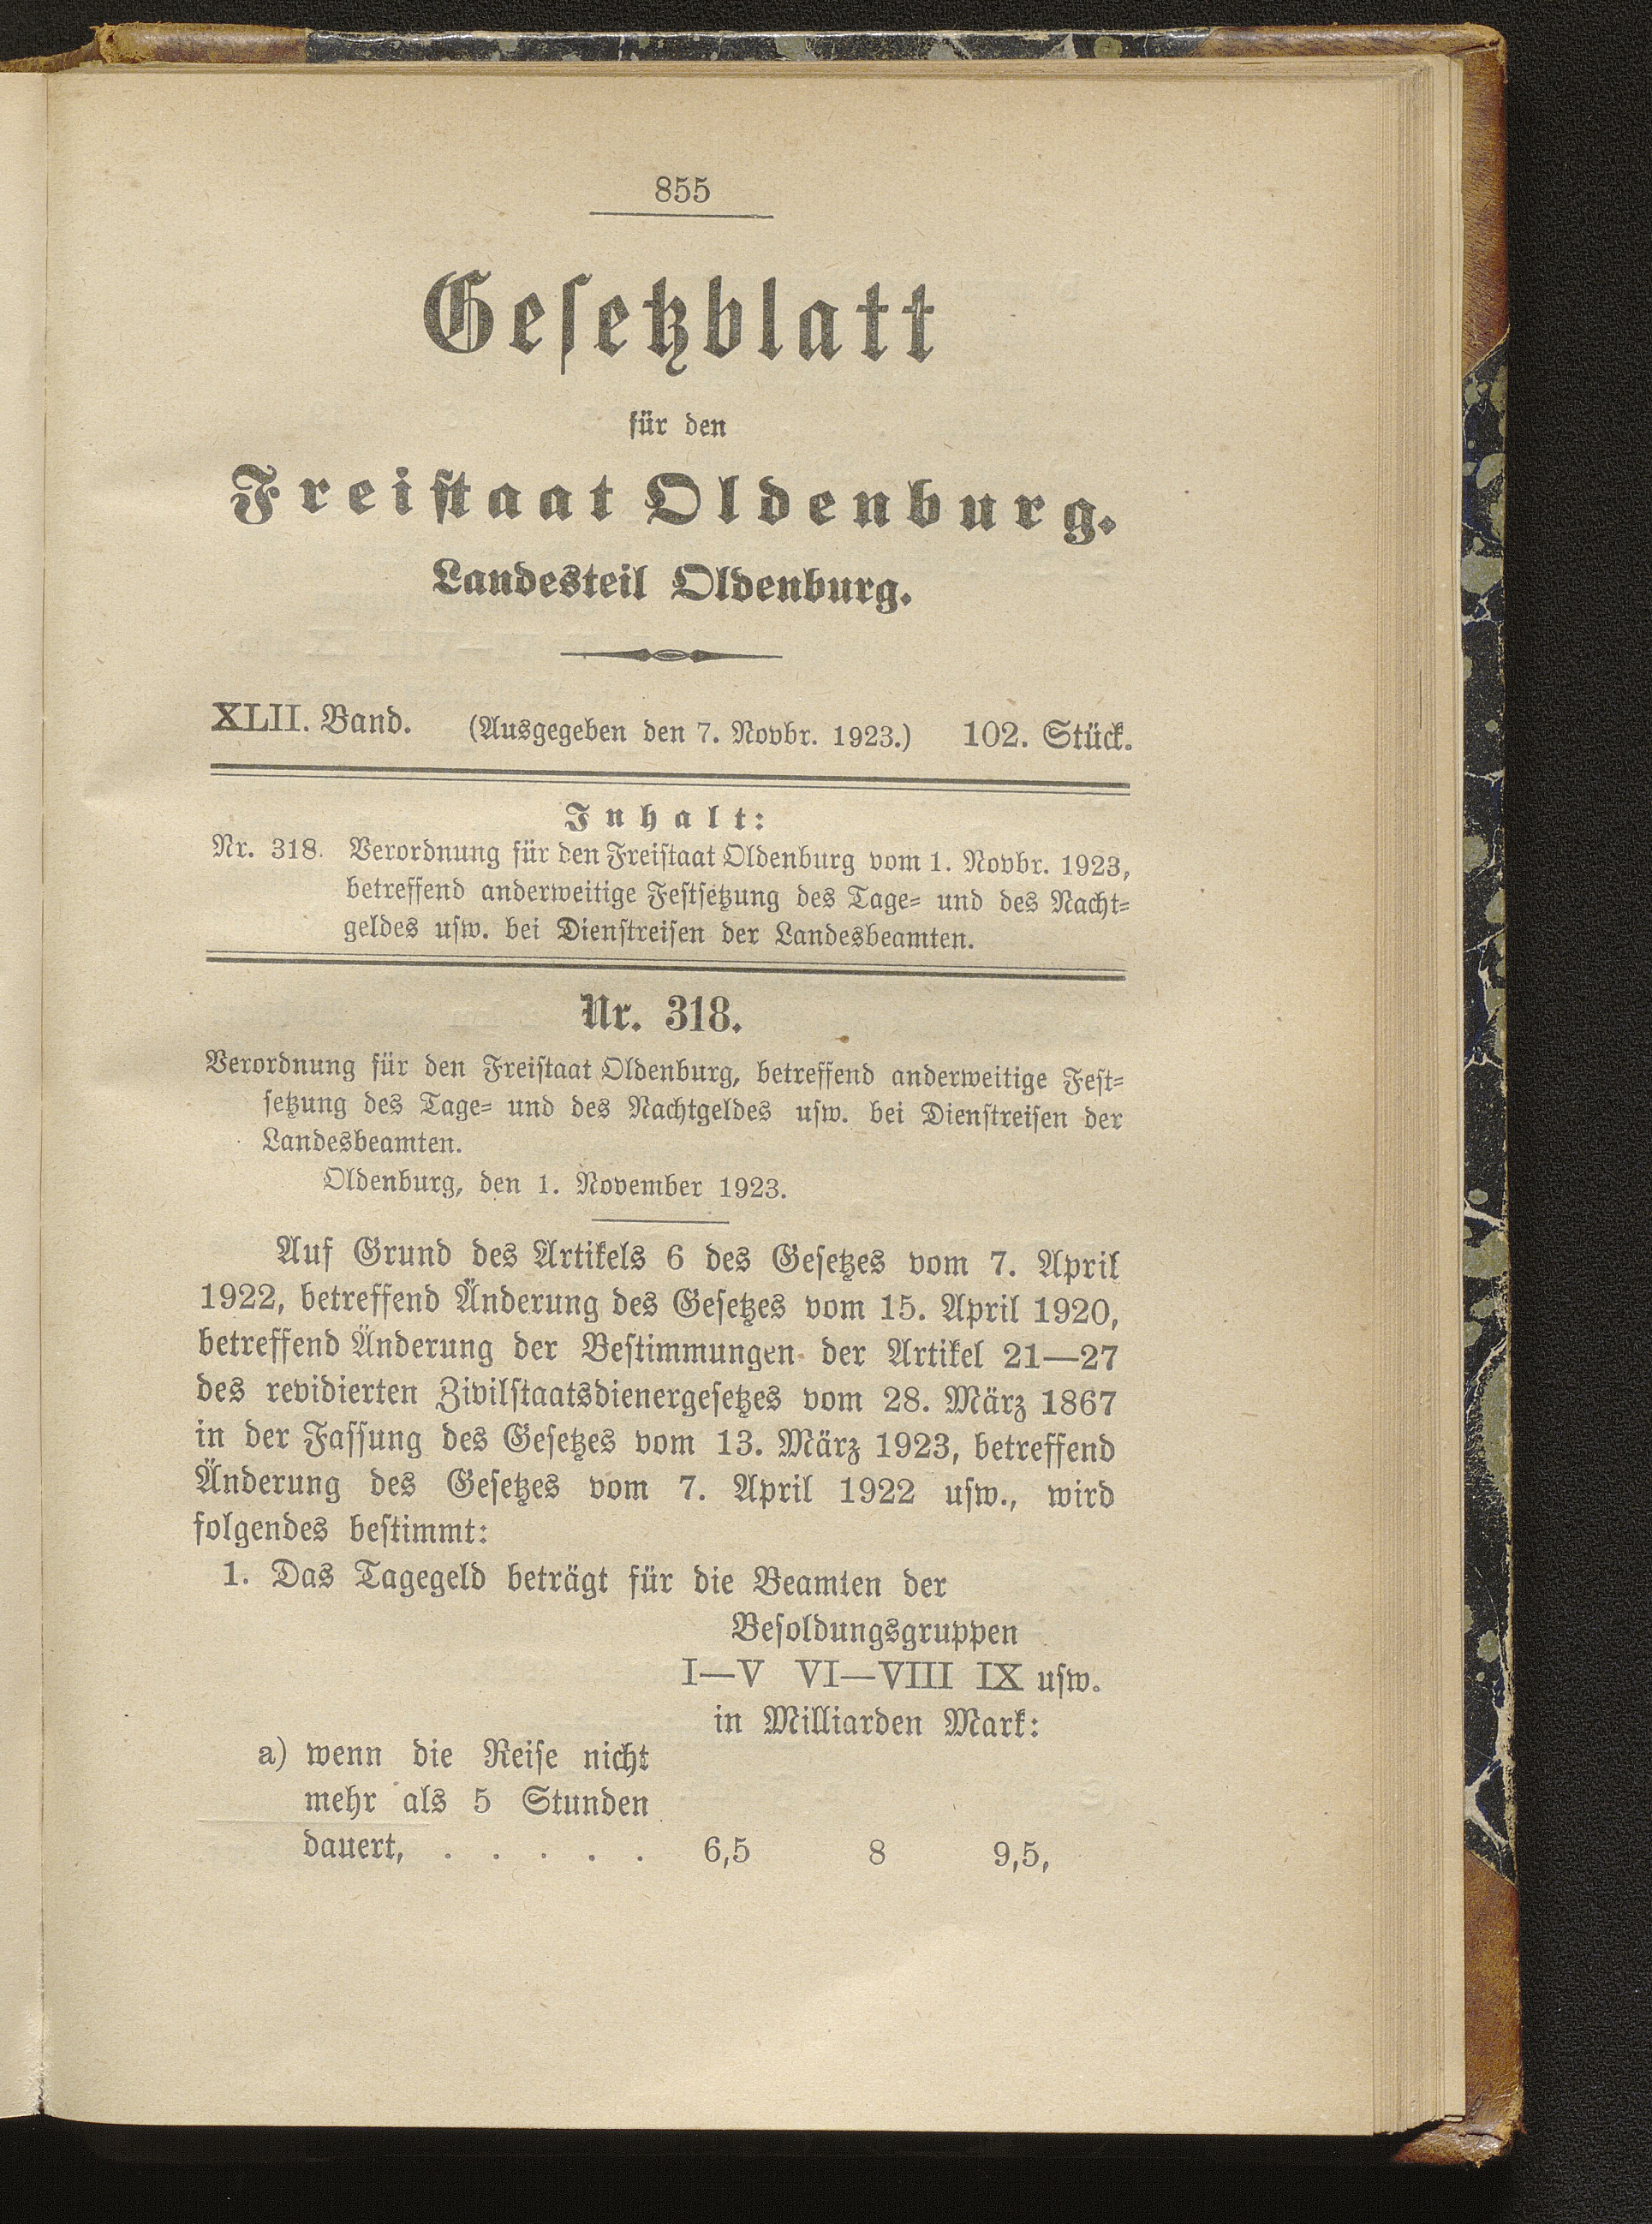 855
Gesetzblatt
für den
Freistaat Oldenburg.
Landesteil Oldenburg.
XLII. Band. (Ausgegeben den 7. Novbr. 1923.) 102. Stück.
Inhalt:
Nr. 318. Verordnung für den Freistaat Oldenburg vom 1. Novbr. 1923,
betreffend anderweitige Festsetzung des Tage- und des Nacht-
geldes usw. bei Dienstreisen der Landesbeamten.
Nr. 318.
Verordnung für den Freistaat Oldenburg, betreffend anderweitige Fest-
setzung des Tage- und des Nachtgeldes usw. bei Dienstreisen der
Landesbeamten.
Oldenburg, den 1. November 1923.
Auf Grund des Artikels 6 des Gesetzes vom 7. April
1922, betreffend Änderung des Gesetzes vom 15. April 1920,
betreffend Änderung der Bestimmungen der Artikel 21—27
des revidierten Zivilstaatsdienergesetzes vom 28. März 1867
in der Fassung des Gesetzes vom 13. März 1923, betreffend
Änderung des Gesetzes vom 7. April 1922 usw., wird
folgendes bestimmt:
1. Das Tagegeld beträgt für die Beamten der
Besoldungsgruppen
I—V VI—VIII IX usw.
in Milliarden Mark:
a) wenn die Reise nicht
mehr als 5 Stunden
dauert, . . . . . 6,5 8 9,5,